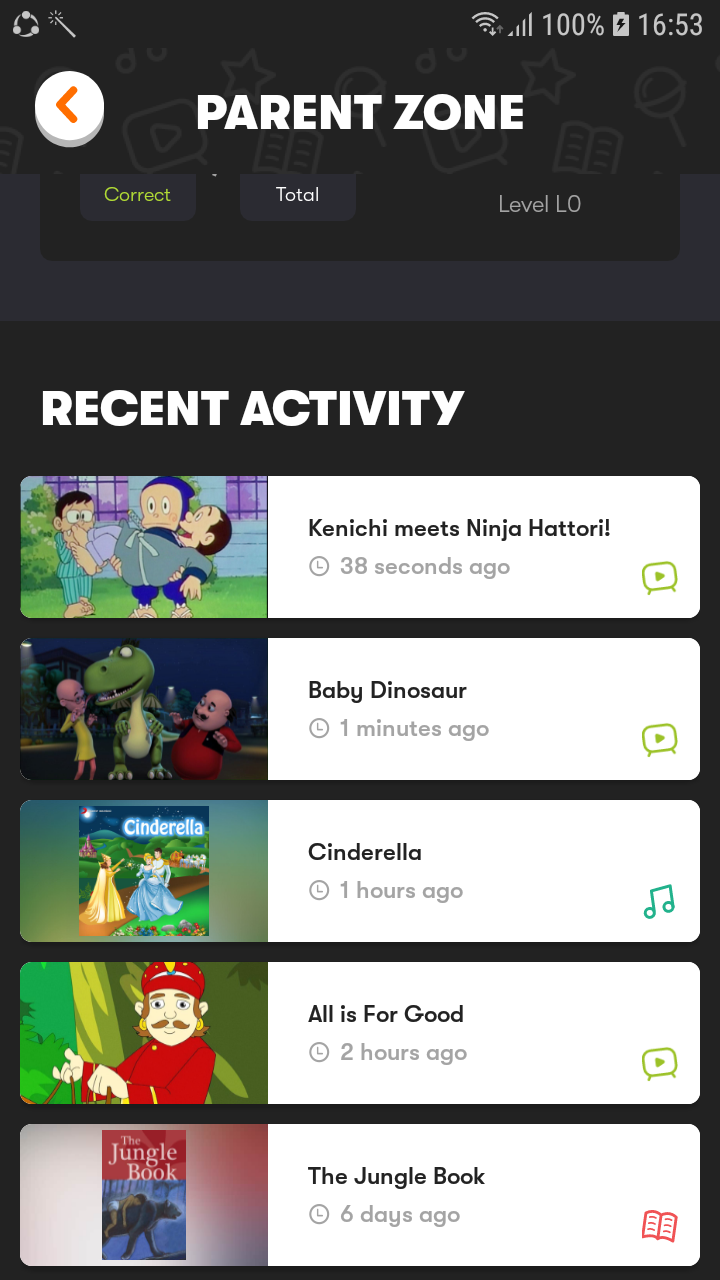 100% 16:53
PARENT ZONE
Correct
Total
Level L0
RECENT ACTIVITY
Kenichi meets Ninja Hattori!
38 seconds ago
Baby Dinosaur
1 minutes ago
Cinderella
Cinderella
1 hours ago
All is For Good
2 hours ago
The
Jungle
Book
The Jungle Book
6 days ago